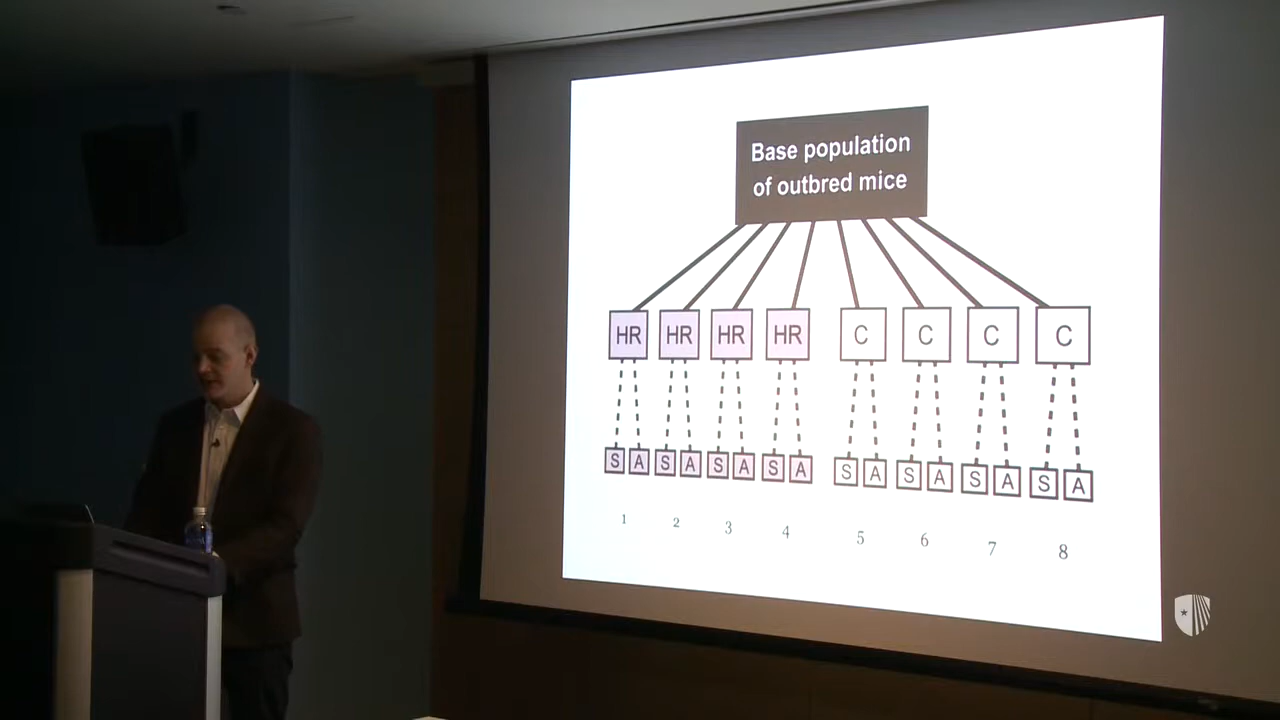 Base population
of outbred mice
HR HR HR HR C C C C
S A S A S A S A S A S A S A S A
1 2 3 4 5 6 7 8